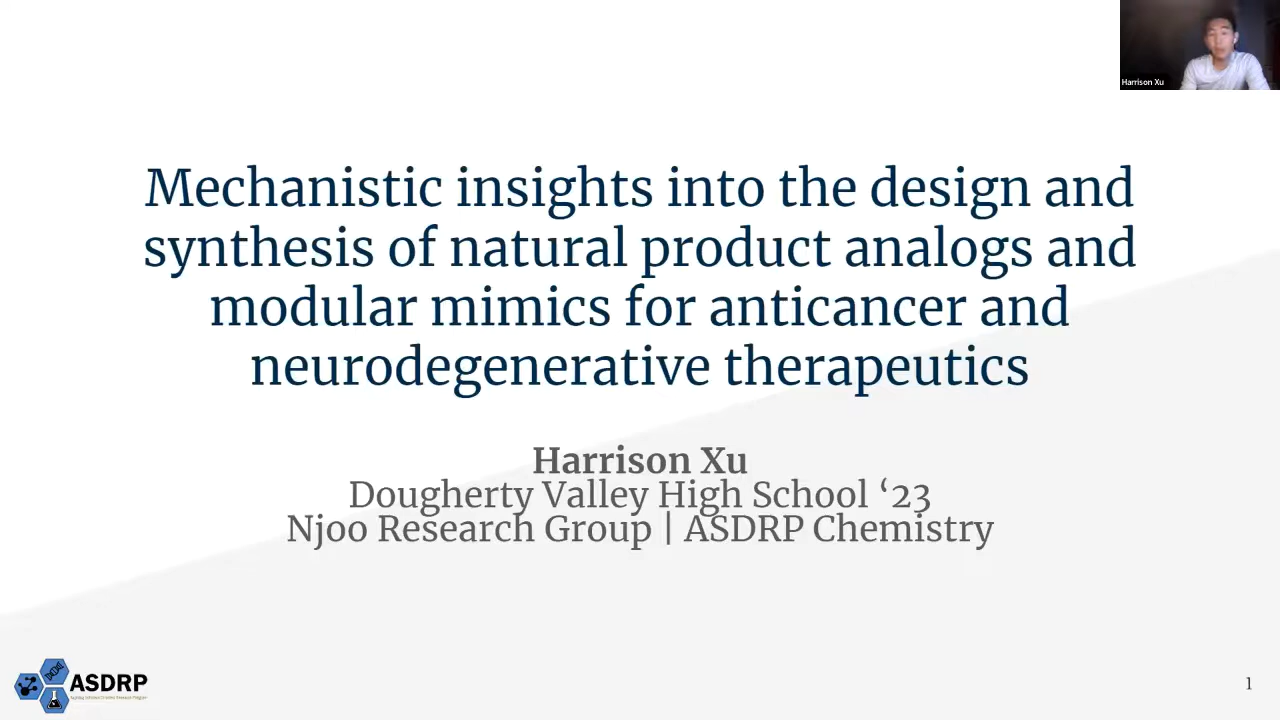 Harrison Xu
Mechanistic insights into the design and
synthesis of natural product analogs and
modular mimics for anticancer and
neurodegenerative therapeutics
Harrison Xu
Dougherty Valley High School ‘23
Njoo Research Group | ASDRP Chemistry
ASDRP
1